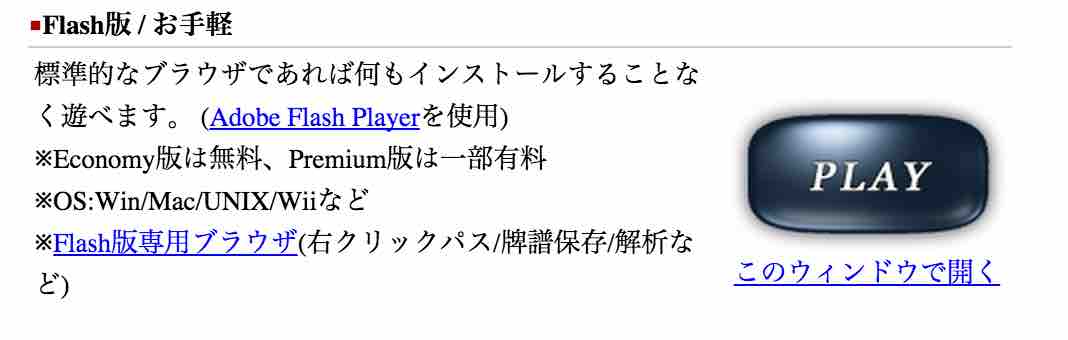 ■Flash版 / お手軽
標準的なブラウザであれば何もインストールすることな
く遊べます。 (Adobe Flash Playerを使用)
※Economy版は無料、Premium版は一部有料
※OS:Win/Mac/UNIX/Wiiなど
※Flash版専用ブラウザ(右クリックパス/牌譜保存/解析な
ど)
PLAY
このウィンドウで開く